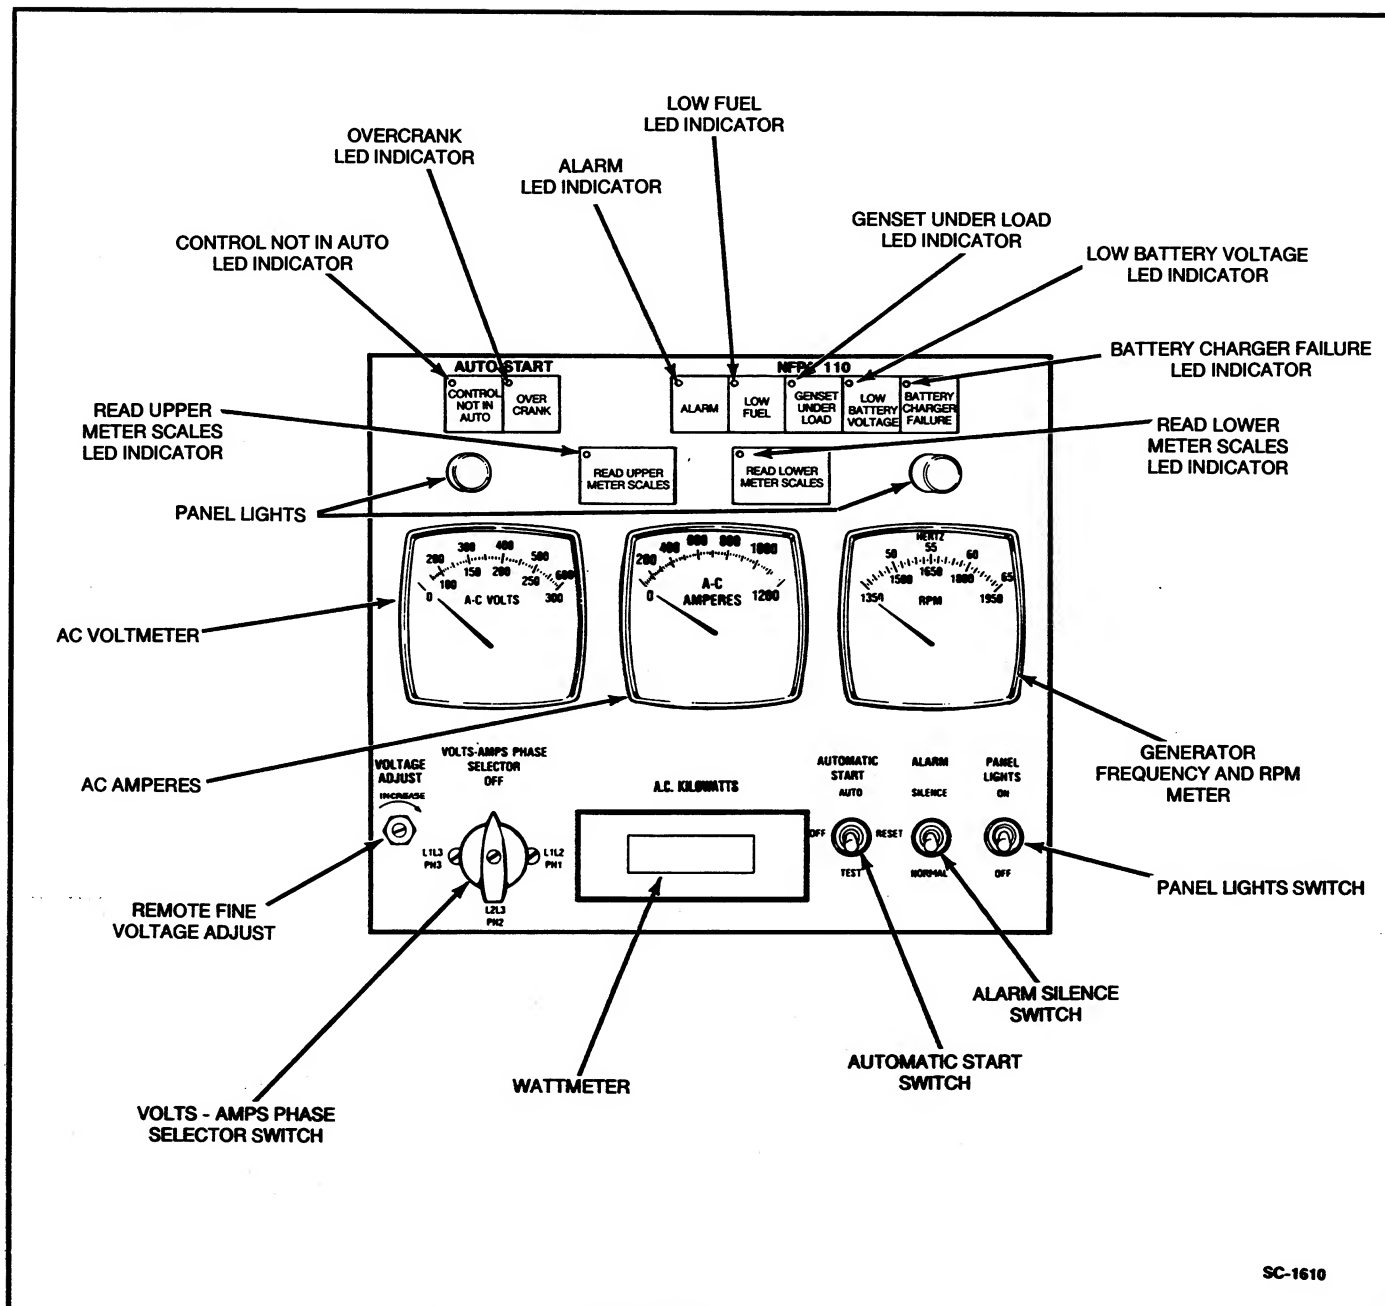 LOW FUEL
LED INDICATOR
OVERCRANK
LED INDICATOR
ALARM
LED INDICATOR
GENSET UNDER LOAD
LED INDICATOR
CONTROL NOT IN AUTO
LED INDICATOR
LOW BATTERY VOLTAGE
LED INDICATOR
BATTERY CHARGER FAILURE
LED INDICATOR
READ UPPER
METER SCALES
LED INDICATOR
READ LOWER
METER SCALES
LED INDICATOR
PANEL LIGHTS
AUTO START
CONTROL
NOT IN
AUTO
OVER
CRANK
NFPA 110
ALARM
LOW
FUEL
GENSET
UNDER
LOAD
LOW
BATTERY
VOLTAGE
BATTERY
CHARGER
FAILURE
READ UPPER
METER SCALES
READ LOWER
METER SCALES
200 300 400 500 600
0 100 150 200 250 300
A-C VOLTS
200 400 600 800 1000
0 1200
A-C
AMPERES
HERTZ
50 55 60 65
1350 1500 1650 1800 1950
RPM
AC VOLTMETER
AC AMPERES
GENERATOR
FREQUENCY AND RPM
METER
VOLTAGE
ADJUST
INCREASE
VOLTS-AMPS PHASE
SELECTOR
OFF
L1L3
PH3
L1L2
PH1
L2L3
PH2
A.C. KILOWATTS
AUTOMATIC
START
AUTO
OFF
RESET
TEST
ALARM
SILENCE
NORMAL
PANEL
LIGHTS
ON
OFF
PANEL LIGHTS SWITCH
REMOTE FINE
VOLTAGE ADJUST
ALARM SILENCE
SWITCH
AUTOMATIC START
SWITCH
WATTMETER
VOLTS - AMPS PHASE
SELECTOR SWITCH
SC-1610